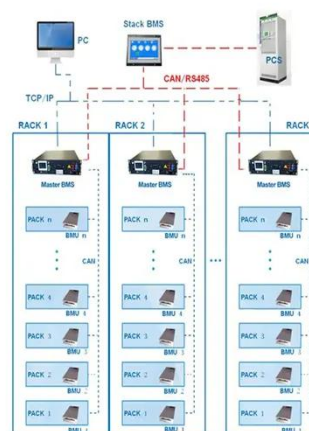 PC
Stack BMS
PCS
CAN/RS485
TCP/IP
RACK 1
RACK 2
RACK
Master BMS
Master BMS
Master BMS
PACK n
BMU n
PACK n
BMU n
PACK n
BMU n
CAN
CAN
CAN
PACK 4
BMU 4
PACK 4
BMU 4
PACK 4
BMU 4
PACK 3
BMU 3
PACK 3
BMU 3
PACK 3
BMU 3
PACK 2
BMU 2
PACK 2
BMU 2
PACK 2
BMU 2
PACK 1
PACK 1
PACK 1